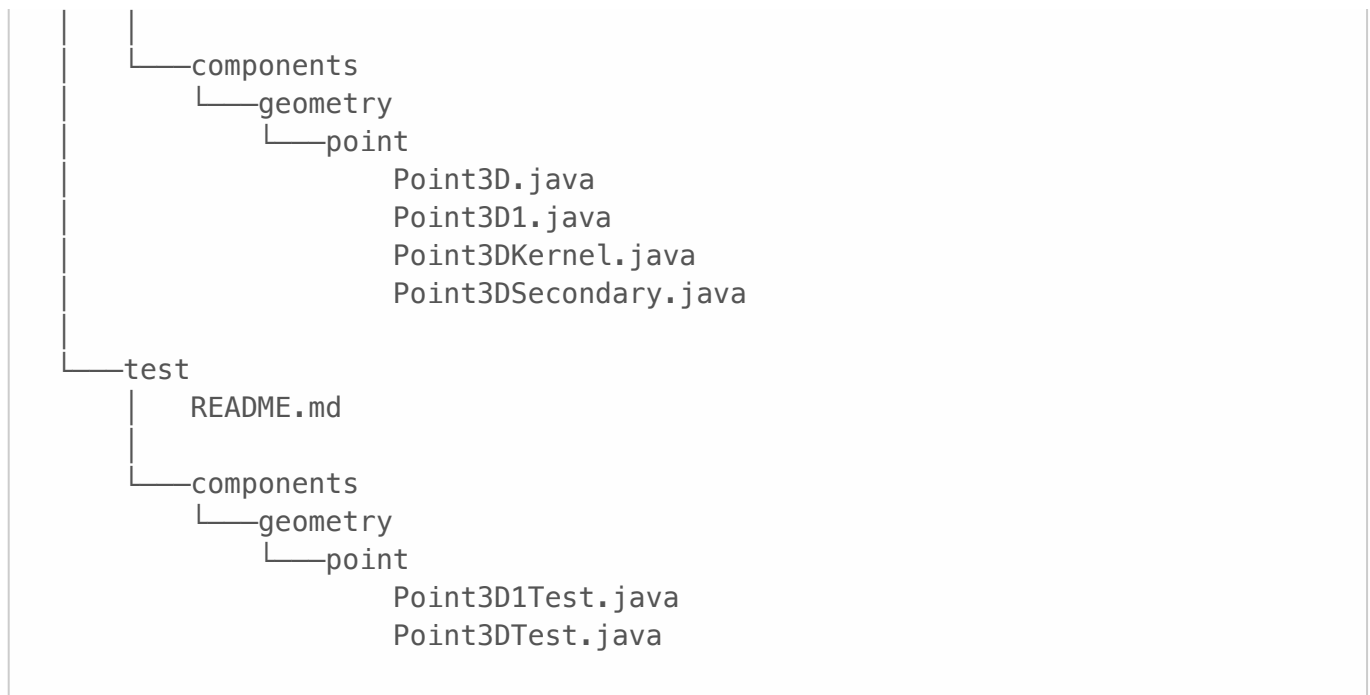 │   │
│   └───components
│       └───geometry
│           └───point
│                   Point3D.java
│                   Point3D1.java
│                   Point3DKernel.java
│                   Point3DSecondary.java
│
└───test
    │   README.md
    │
    └───components
        └───geometry
            └───point
                    Point3D1Test.java
                    Point3DTest.java